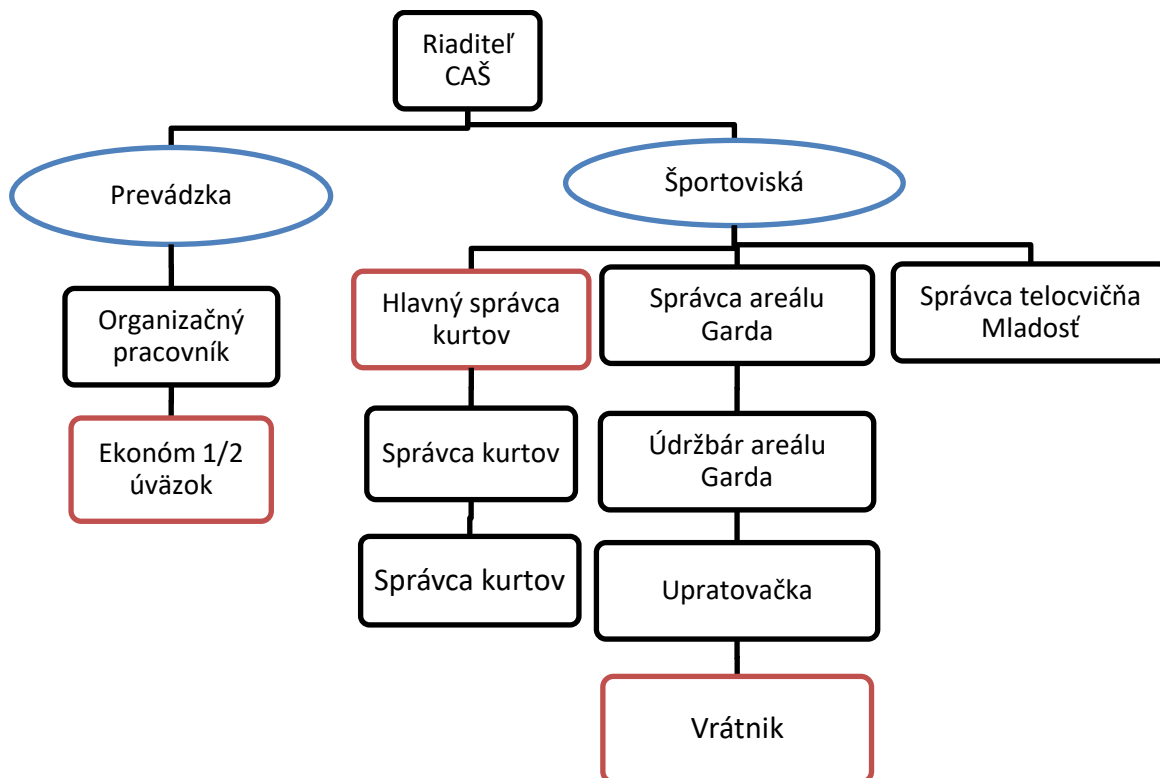 Riaditeľ
CAŠ
Prevádzka
Športoviská
Organizačný
pracovník
Hlavný správca
kurtov
Správca areálu
Garda
Správca telocvičňa
Mladosť
Ekonóm 1/2
úväzok
Správca kurtov
Údržbár areálu
Garda
Správca kurtov
Upratovačka
Vrátnik